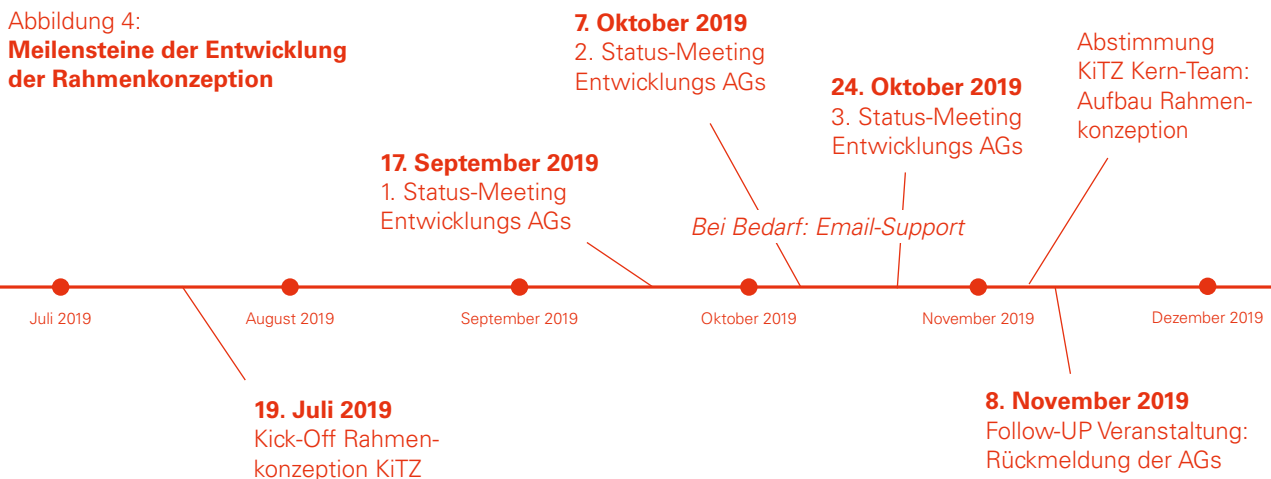 Abbildung 4:
Meilensteine der Entwicklung
der Rahmenkonzeption
7. Oktober 2019
2. Status-Meeting
Entwicklungs AGs
Abstimmung
KiTZ Kern-Team:
Aufbau Rahmen-
konzeption
24. Oktober 2019
3. Status-Meeting
Entwicklungs AGs
17. September 2019
1. Status-Meeting
Entwicklungs AGs
Bei Bedarf: Email-Support
Juli 2019
August 2019
September 2019
Oktober 2019
November 2019
Dezember 2019
19. Juli 2019
Kick-Off Rahmen-
konzeption KiTZ
8. November 2019
Follow-UP Veranstaltung:
Rückmeldung der AGs